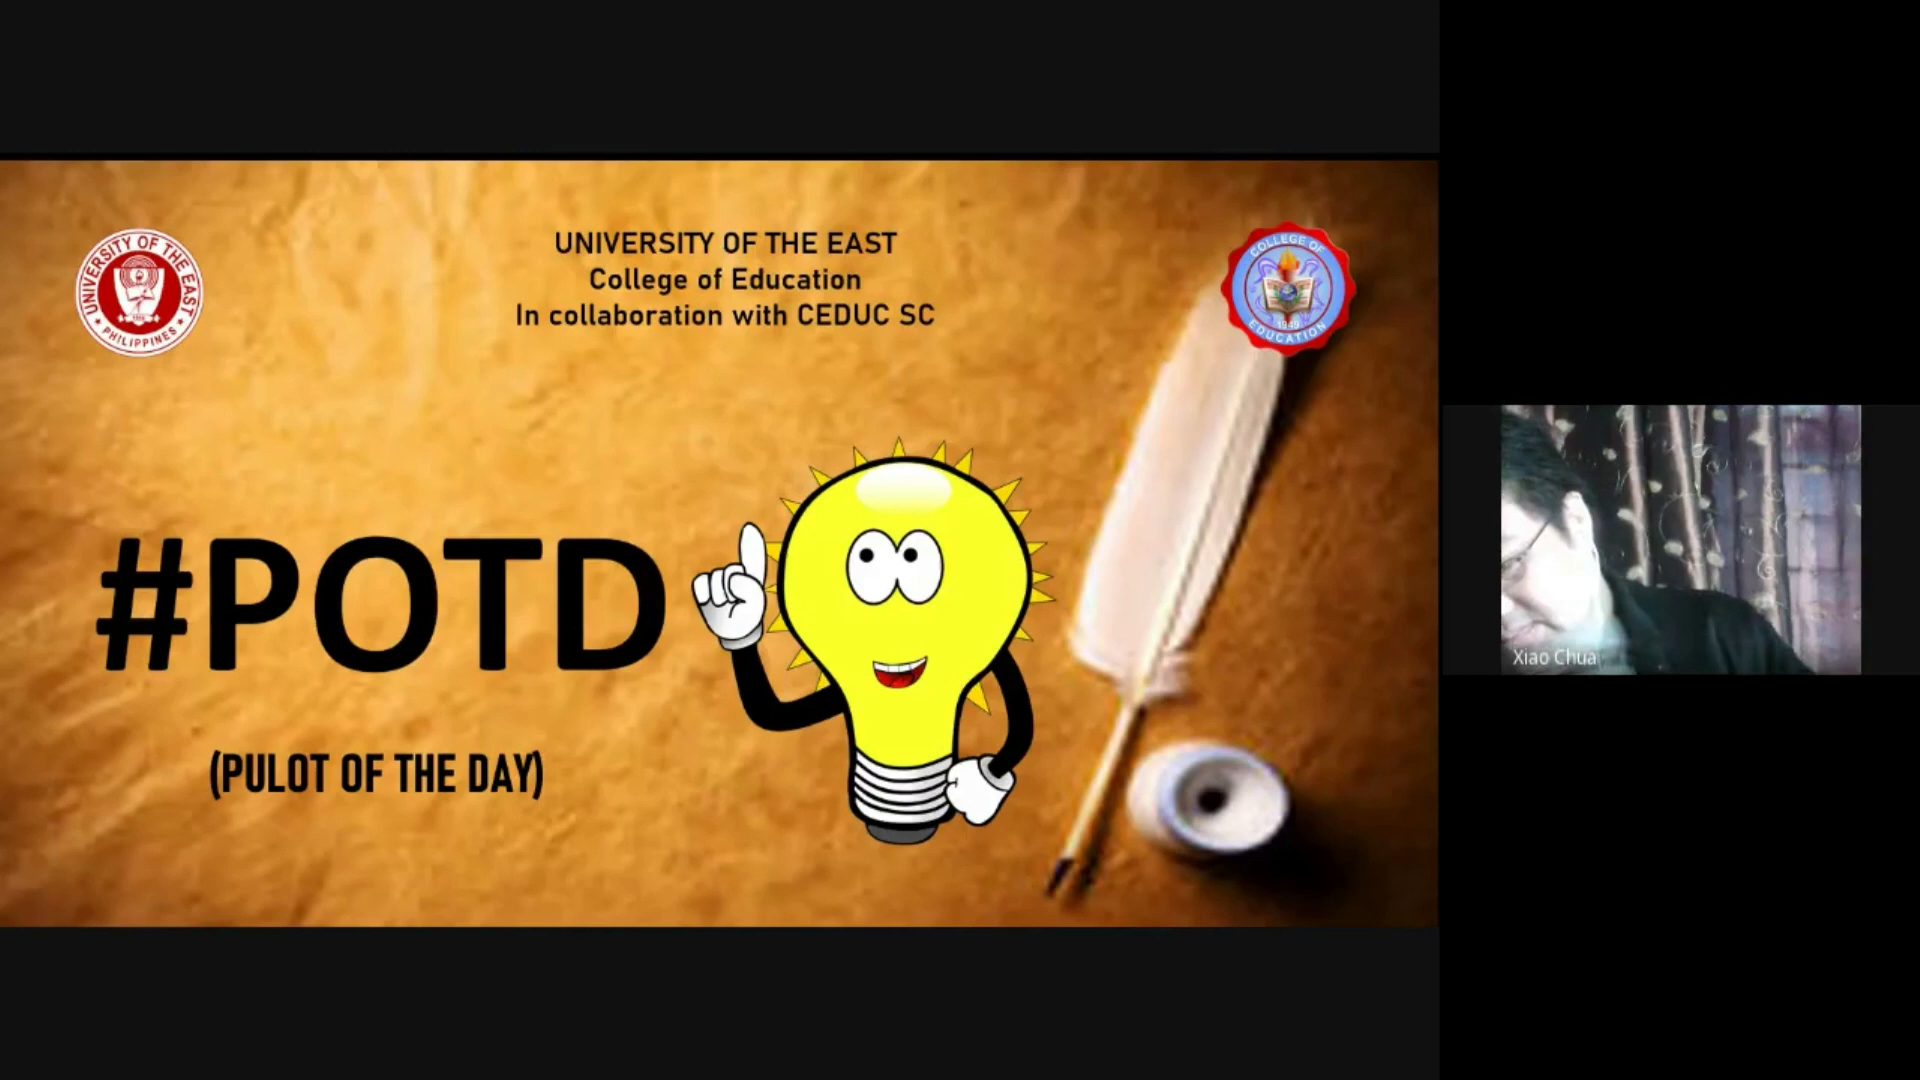 UNIVERSITY OF THE EAST
College of Education
In collaboration with CEDUC SC
UNIVERSITY OF THE EAST
PHILIPPINES
COLLEGE OF
1949
EDUCATION
#POTD
(PULOT OF THE DAY)
Xiao Chua